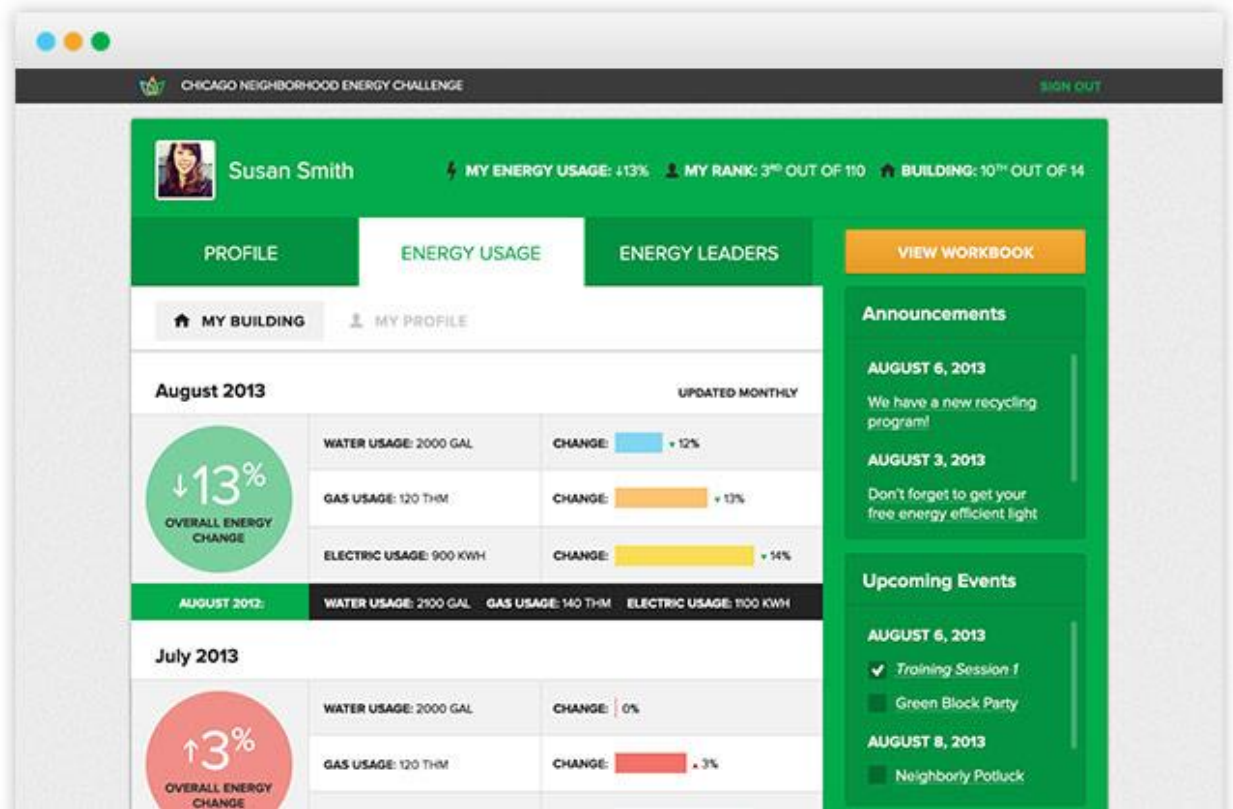 CHICAGO NEIGHBORHOOD ENERGY CHALLENGE
SIGN OUT
Susan Smith
MY ENERGY USAGE: ↓13%
MY RANK: 3RD OUT OF 110
BUILDING: 10TH OUT OF 14
PROFILE
ENERGY USAGE
ENERGY LEADERS
VIEW WORKBOOK
MY BUILDING
MY PROFILE
August 2013
UPDATED MONTHLY
↓13%
OVERALL ENERGY
CHANGE
WATER USAGE: 2000 GAL
CHANGE: ▾ 12%
GAS USAGE: 120 THM
CHANGE: ▾ 13%
ELECTRIC USAGE: 900 KWH
CHANGE: ▾ 14%
AUGUST 2012:
WATER USAGE: 2100 GAL GAS USAGE: 140 THM ELECTRIC USAGE: 1100 KWH
July 2013
↑3%
OVERALL ENERGY
CHANGE
WATER USAGE: 2000 GAL
CHANGE: 0%
GAS USAGE: 120 THM
CHANGE: ▴ 3%
Announcements
AUGUST 6, 2013
We have a new recycling
program!
AUGUST 3, 2013
Don't forget to get your
free energy efficient light
Upcoming Events
AUGUST 6, 2013
Training Session 1
Green Block Party
AUGUST 8, 2013
Neighborly Potluck